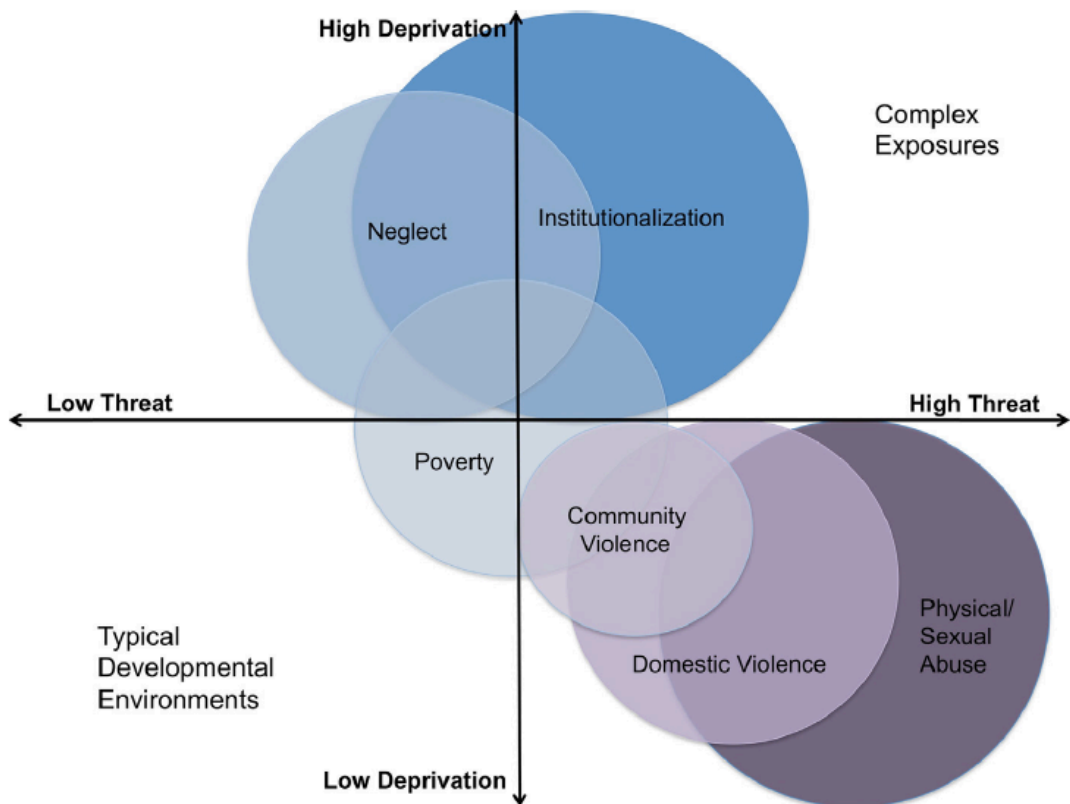 High Deprivation
Complex
Exposures
Neglect
Institutionalization
Low Threat
High Threat
Poverty
Community
Violence
Physical/
Sexual
Abuse
Typical
Developmental
Environments
Domestic Violence
Low Deprivation